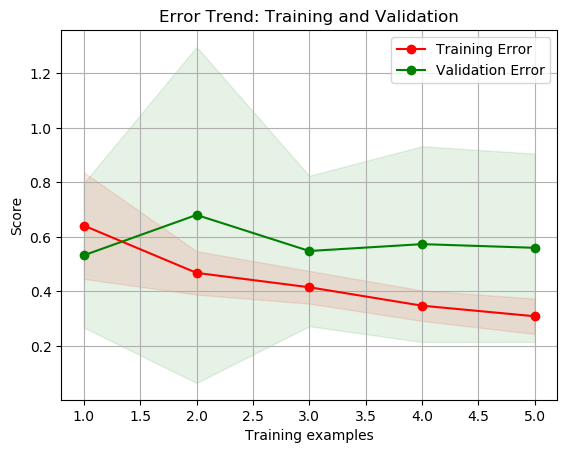 Error Trend: Training and Validation
Training Error
Validation Error
Score
1.2
1.0
0.8
0.6
0.4
0.2
1.0 1.5 2.0 2.5 3.0 3.5 4.0 4.5 5.0
Training examples